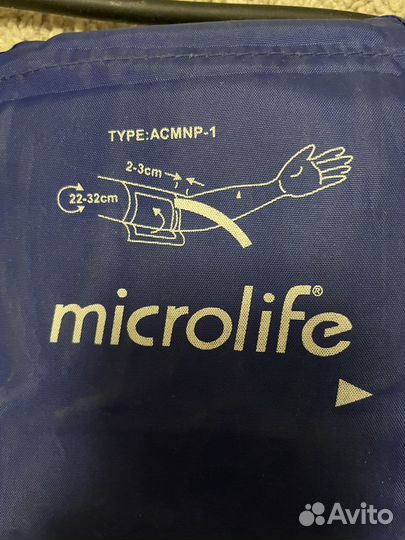 TYPE:ACMNP-1
2-3cm
22-32cm
microlife®
Avito